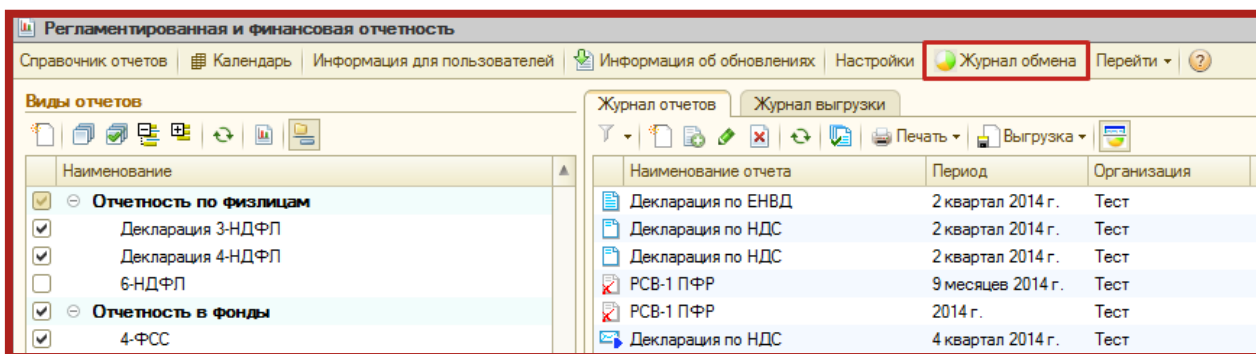 Регламентированная и финансовая отчетность
Справочник отчетов Календарь Информация для пользователей Информация об обновлениях Настройки Журнал обмена Перейти ?
Виды отчетов
Журнал отчетов Журнал выгрузки
Печать Выгрузка
Наименование
Наименование отчета Период Организация
Отчетность по физлицам
Декларация по ЕНВД 2 квартал 2014 г. Тест
Декларация 3-НДФЛ
Декларация по НДС 2 квартал 2014 г. Тест
Декларация 4-НДФЛ
Декларация по НДС 2 квартал 2014 г. Тест
6-НДФЛ
РСВ-1 ПФР 9 месяцев 2014 г. Тест
Отчетность в фонды
РСВ-1 ПФР 2014 г. Тест
4-ФСС
Декларация по НДС 4 квартал 2014 г. Тест